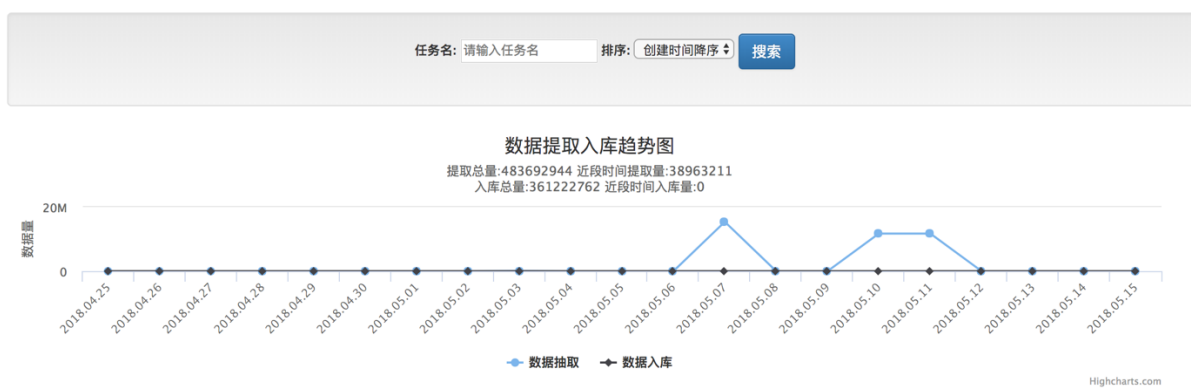 任务名: 请输入任务名 排序: 创建时间降序 搜索
数据提取入库趋势图
提取总量:483692944 近段时间提取量:38963211
入库总量:361222762 近段时间入库量:0
20M
数据量
0
2018.04.25 2018.04.26 2018.04.27 2018.04.28 2018.04.29 2018.04.30 2018.05.01 2018.05.02 2018.05.03 2018.05.04 2018.05.05 2018.05.06 2018.05.07 2018.05.08 2018.05.09 2018.05.10 2018.05.11 2018.05.12 2018.05.13 2018.05.14 2018.05.15
数据抽取 数据入库
Highcharts.com